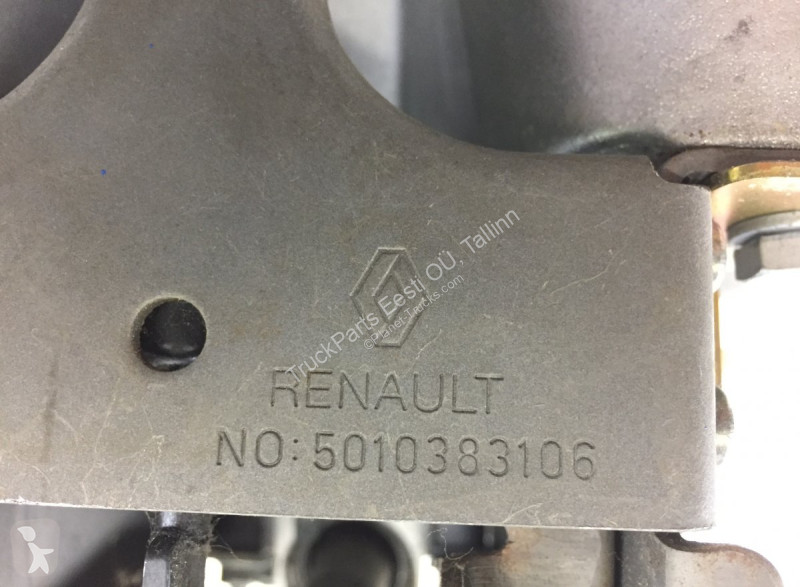 TruckParts Eesti OÜ, Tallinn
©Planet-Trucks.com
RENAULT
NO: 5010383106